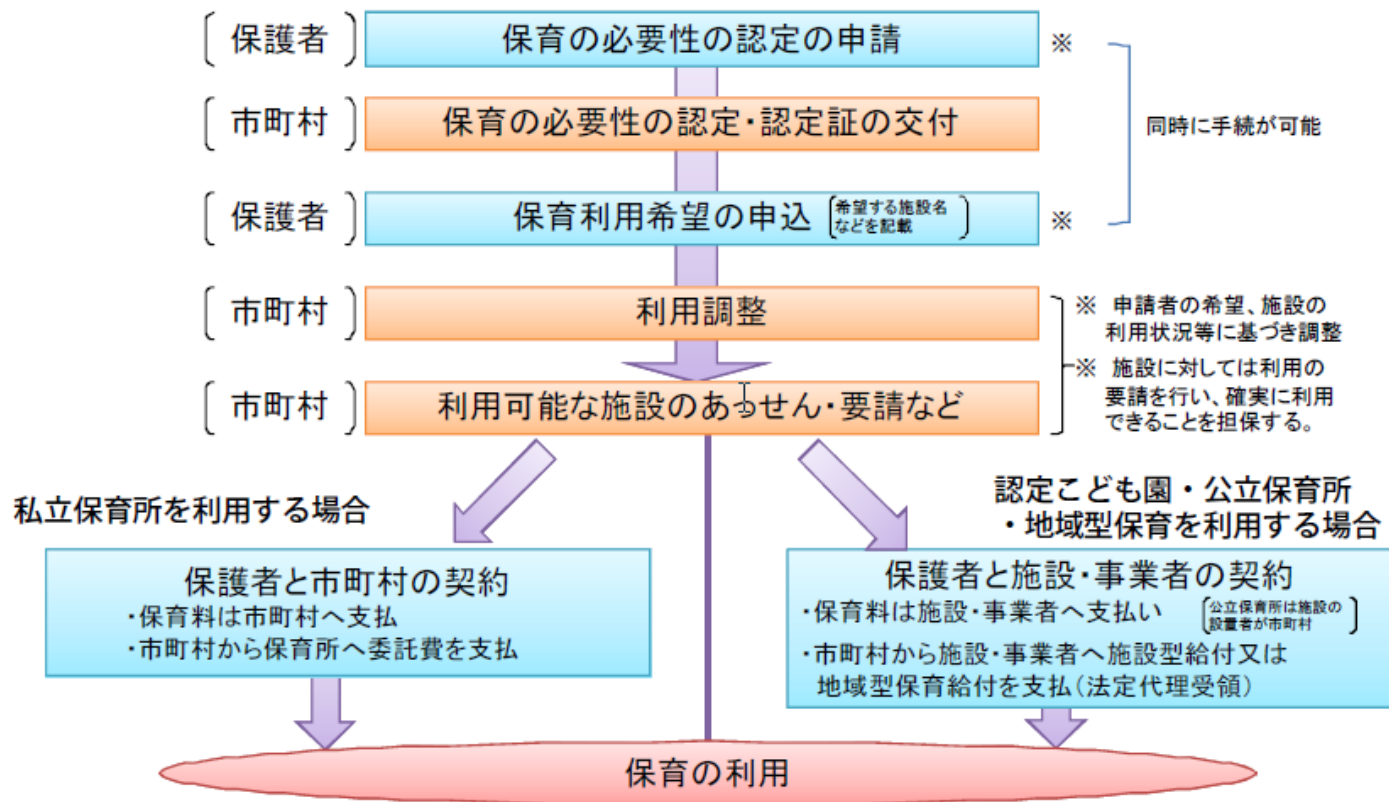 〔保護者〕 保育の必要性の認定の申請 ※
〔市町村〕 保育の必要性の認定・認定証の交付
同時に手続が可能
〔保護者〕 保育利用希望の申込 〔希望する施設名
などを記載〕 ※
〔市町村〕 利用調整
※ 申請者の希望、施設の
利用状況等に基づき調整
〔市町村〕 利用可能な施設のあっせん・要請など
※ 施設に対しては利用の
要請を行い、確実に利用
できることを担保する。
私立保育所を利用する場合
保護者と市町村の契約
・保育料は市町村へ支払
・市町村から保育所へ委託費を支払
認定こども園・公立保育所
・地域型保育を利用する場合
保護者と施設・事業者の契約
・保育料は施設・事業者へ支払い 〔公立保育所は施設の
設置者が市町村〕
・市町村から施設・事業者へ施設型給付又は
地域型保育給付を支払(法定代理受領)
保育の利用